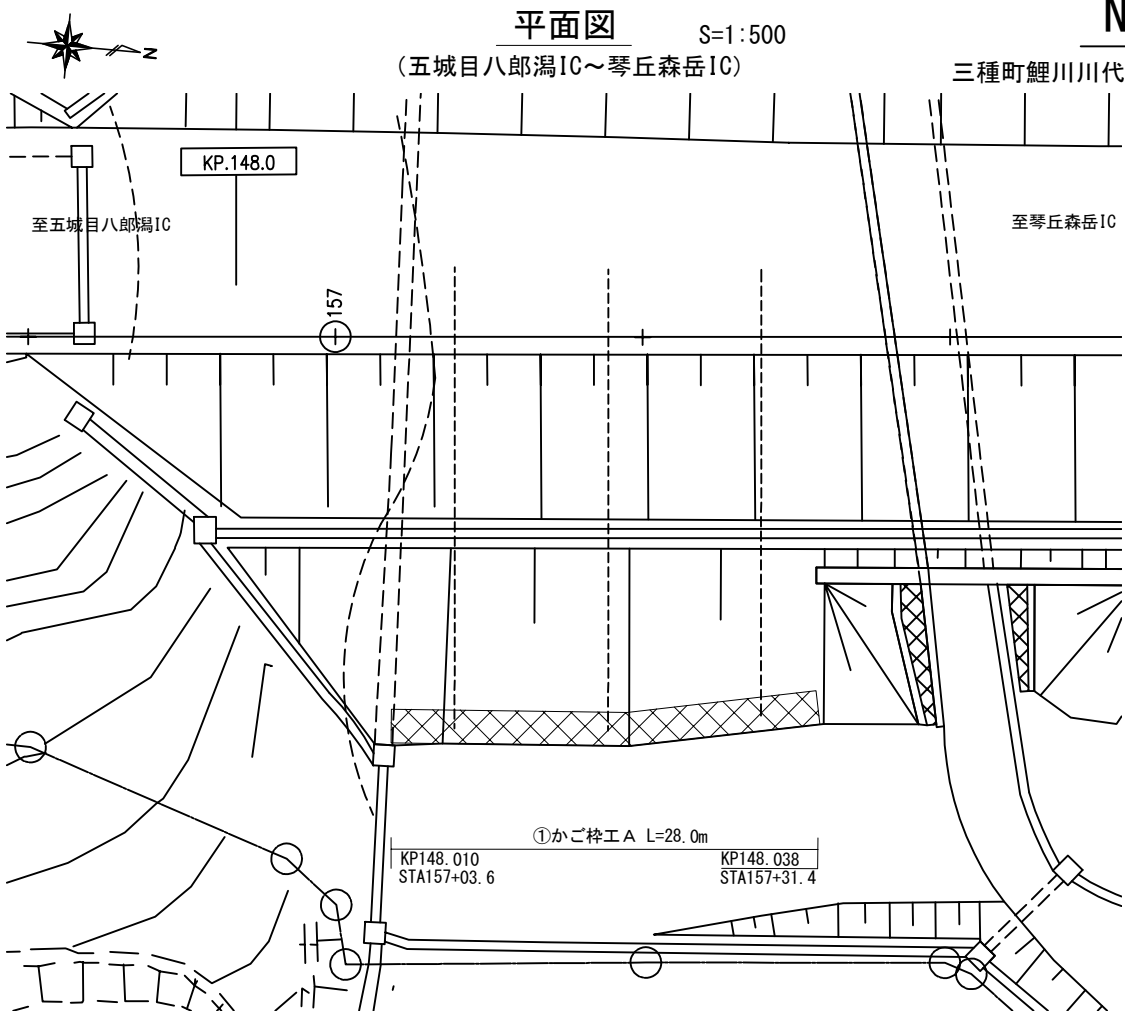 平面図 S=1:500
(五城目八郎潟IC~琴丘森岳IC)
N
三種町鯉川川代
N
KP.148.0
至五城目八郎潟IC
至琴丘森岳IC
157
①かご枠工A L=28.0m
KP148.010
STA157+03.6
KP148.038
STA157+31.4